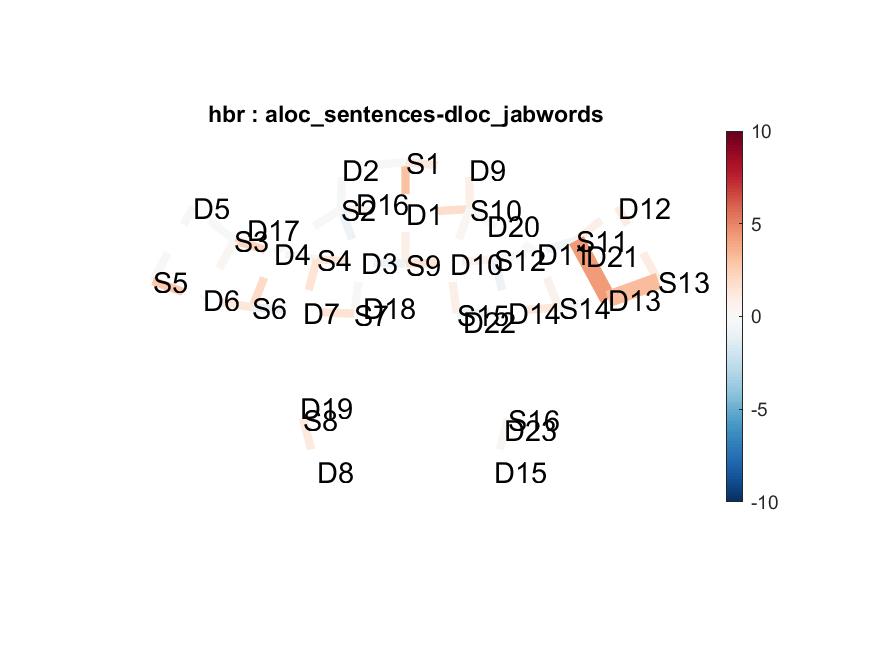 hbr : aloc_sentences-dloc_jabwords
10
5
0
-5
-10
S1
D2
D9
D16
D5
S2
D1
S10
D12
D20
D17
S3
S11
D4
S4
D3
S9
D10
S12
D11
D21
S5
S13
D6
S6
D7
S7
D18
S15
D22
D14
S14
D13
D19
S8
S16
D23
D8
D15